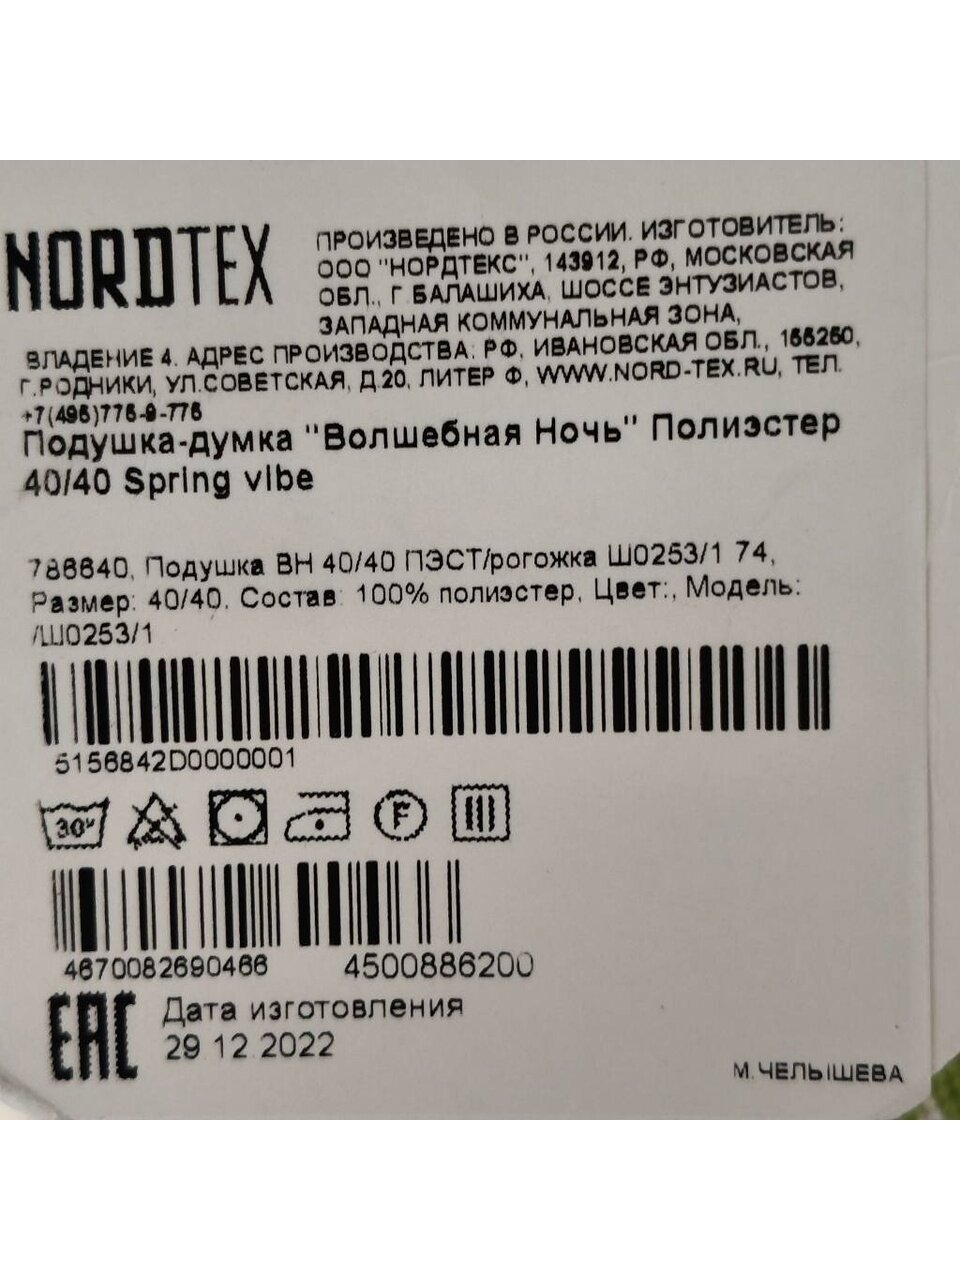 NORDTEX
ПРОИЗВЕДЕНО В РОССИИ. ИЗГОТОВИТЕЛЬ:
ООО "НОРДТЕКС", 143912, РФ, МОСКОВСКАЯ
ОБЛ., Г БАЛАШИХА, ШОССЕ ЭНТУЗИАСТОВ,
ЗАПАДНАЯ КОММУНАЛЬНАЯ ЗОНА,
ВЛАДЕНИЕ 4. АДРЕС ПРОИЗВОДСТВА: РФ, ИВАНОВСКАЯ ОБЛ., 155250,
Г.РОДНИКИ, УЛ.СОВЕТСКАЯ, Д.20, ЛИТЕР Ф, WWW.NORD-TEX.RU, ТЕЛ.
+7(495)775-9-775
Подушка-думка "Волшебная Ночь" Полиэстер
40/40 Spring vibe
786640, Подушка ВН 40/40 ПЭСТ/рогожка Ш0253/1 74,
Размер: 40/40, Состав: 100% полиэстер, Цвет:, Модель:
/Ш0253/1
5156842D0000001
30°
F
4670082690466 4500886200
EAC
Дата изготовления
29.12.2022
М.ЧЕЛЫШЕВА